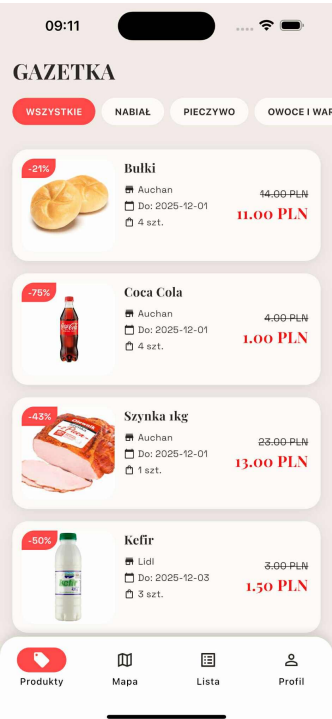 09:11
GAZETKA
WSZYSTKIE NABIAŁ PIECZYWO OWOCE I WAR
-21%
Bułki
Auchan
14.00 PLN
Do: 2025-12-01
11.00 PLN
4 szt.
-75%
Coca Cola
Auchan
4.00 PLN
Do: 2025-12-01
1.00 PLN
4 szt.
-43%
Szynka 1kg
Auchan
23.00 PLN
Do: 2025-12-01
13.00 PLN
1 szt.
-50%
Kefir
Lidl
3.00 PLN
Do: 2025-12-03
1.50 PLN
3 szt.
Kefir
Produkty Mapa Lista Profil